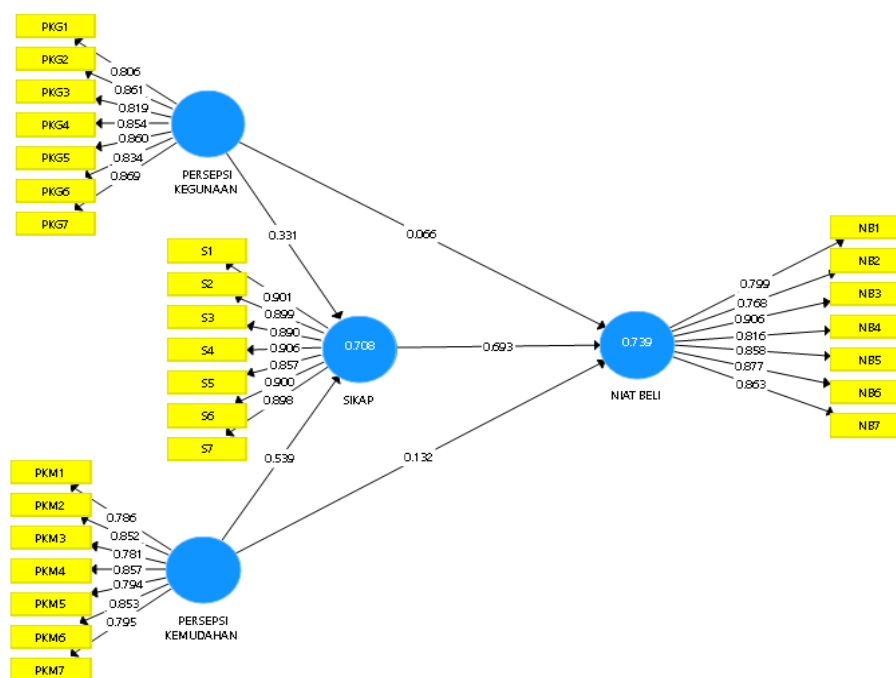 PKG1
PKG2
PKG3
PKG4
PKG5
PKG6
PKG7
0.806
0.861
0.819
0.854
0.860
0.834
0.869
PERSEPSI
KEGUNAAN
0.331
0.066
S1
S2
S3
S4
S5
S6
S7
0.901
0.899
0.890
0.906
0.857
0.900
0.898
0.708
SIKAP
0.693
0.739
NIAT BELI
0.799
0.768
0.906
0.816
0.858
0.877
0.863
NB1
NB2
NB3
NB4
NB5
NB6
NB7
0.539
0.132
PKM1
PKM2
PKM3
PKM4
PKM5
PKM6
PKM7
0.786
0.852
0.781
0.857
0.794
0.853
0.795
PERSEPSI
KEMUDAHAN